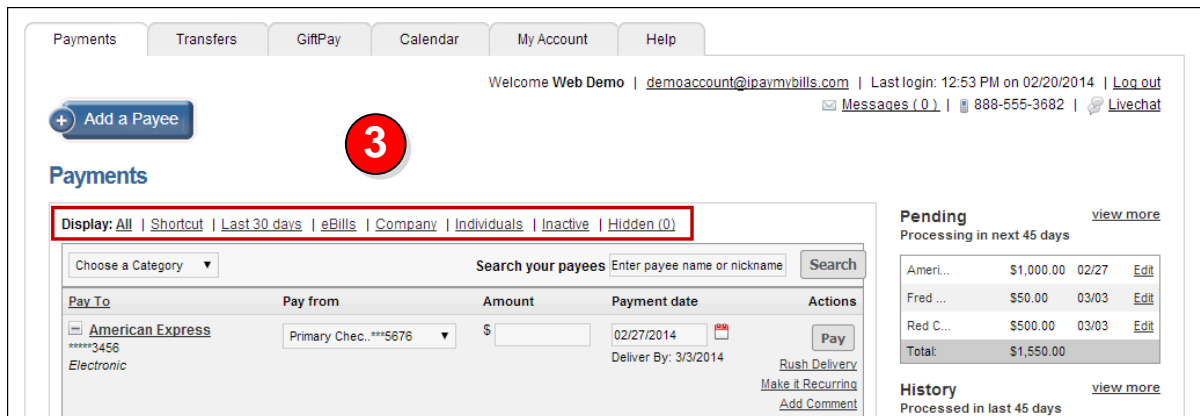 Payments Transfers GiftPay Calendar My Account Help
Welcome Web Demo | demoaccount@ipaymybills.com | Last login: 12:53 PM on 02/20/2014 | Log out
Messages ( 0 ) | 888-555-3682 | Livechat
+ Add a Payee
3
Payments
Display: All | Shortcut | Last 30 days | eBills | Company | Individuals | Inactive | Hidden (0)
Choose a Category Search your payees Enter payee name or nickname Search
Pay To Pay from Amount Payment date Actions
American Express Primary Chec..***5676 $ 02/27/2014 Pay
*****3456
Deliver By: 3/3/2014
Electronic
Rush Delivery
Make it Recurring
Add Comment
Pending view more
Processing in next 45 days
Ameri... $1,000.00 02/27 Edit
Fred ... $50.00 03/03 Edit
Red C... $500.00 03/03 Edit
Total: $1,550.00
History view more
Processed in last 45 days